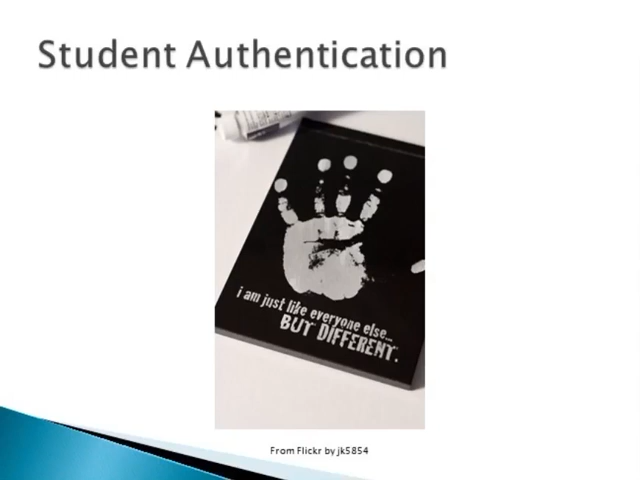 Student Authentication
i am just like everyone else...
BUT DIFFERENT.
From Flickr by jk5854